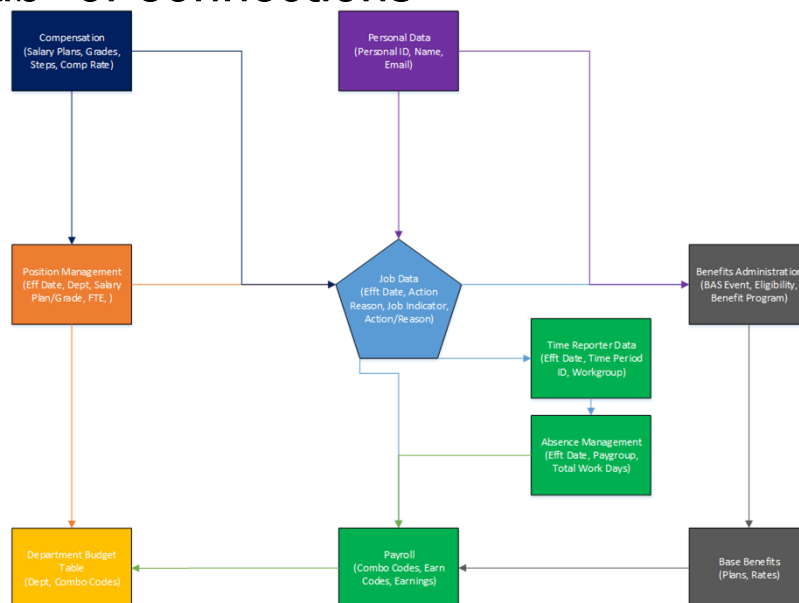 of connections
Compensation
(Salary Plans, Grades,
Steps, Comp Rate)
Personal Data
(Personal ID, Name,
Email)
Position Management
(Eff Date, Dept, Salary
Plan/Grade, FTE, )
Job Data
(Efft Date, Action
Reason, Job Indicator,
Action/Reason)
Benefits Administration
(BAS Event, Eligibility,
Benefit Program)
Time Reporter Data
(Efft Date, Time Period
ID, Workgroup)
Absence Management
(Efft Date, Paygroup,
Total Work Days)
Department Budget
Table
(Dept, Combo Codes)
Payroll
(Combo Codes, Earn
Codes, Earnings)
Base Benefits
(Plans, Rates)